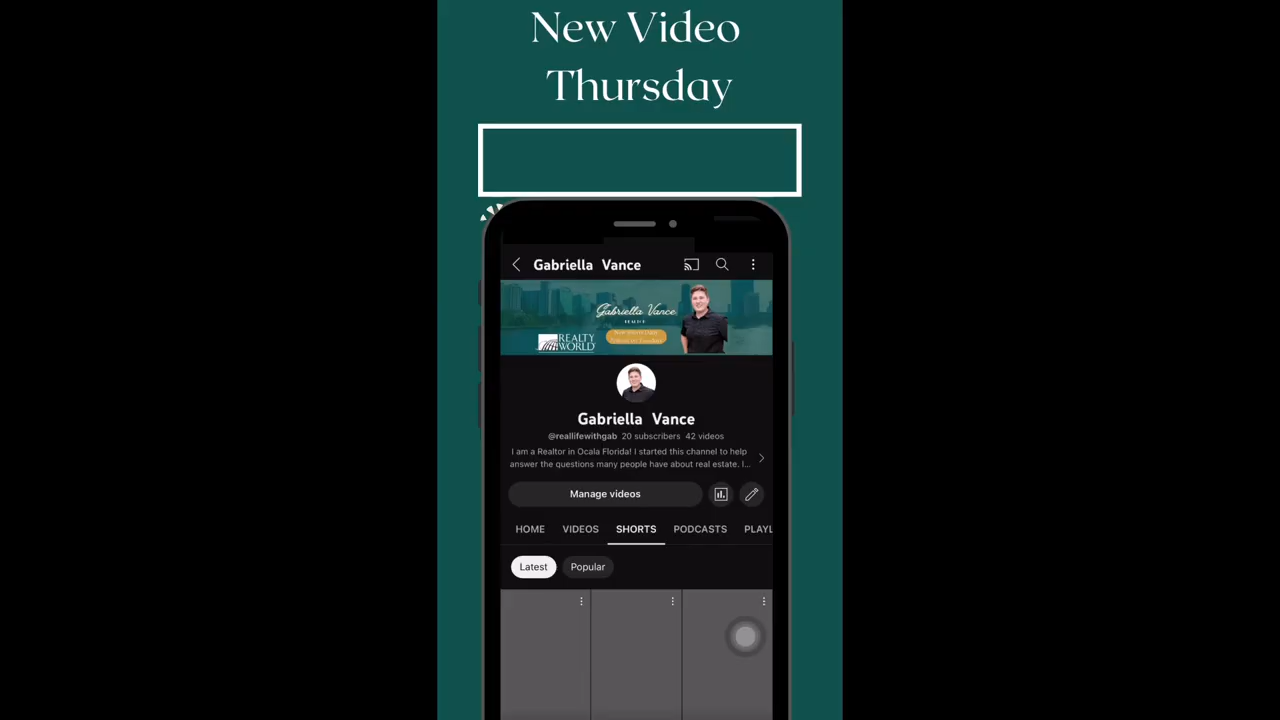 New Video
Thursday
Gabriella Vance
Gabriella Vance
REALTY
WORLD
Gabriella Vance
@reallifewithgab 20 subscribers 42 videos
I am a Realtor in Ocala Florida! I started this channel to help
answer the questions many people have about real estate. I...
Manage videos
HOME VIDEOS SHORTS PODCASTS PLAYL
Latest Popular